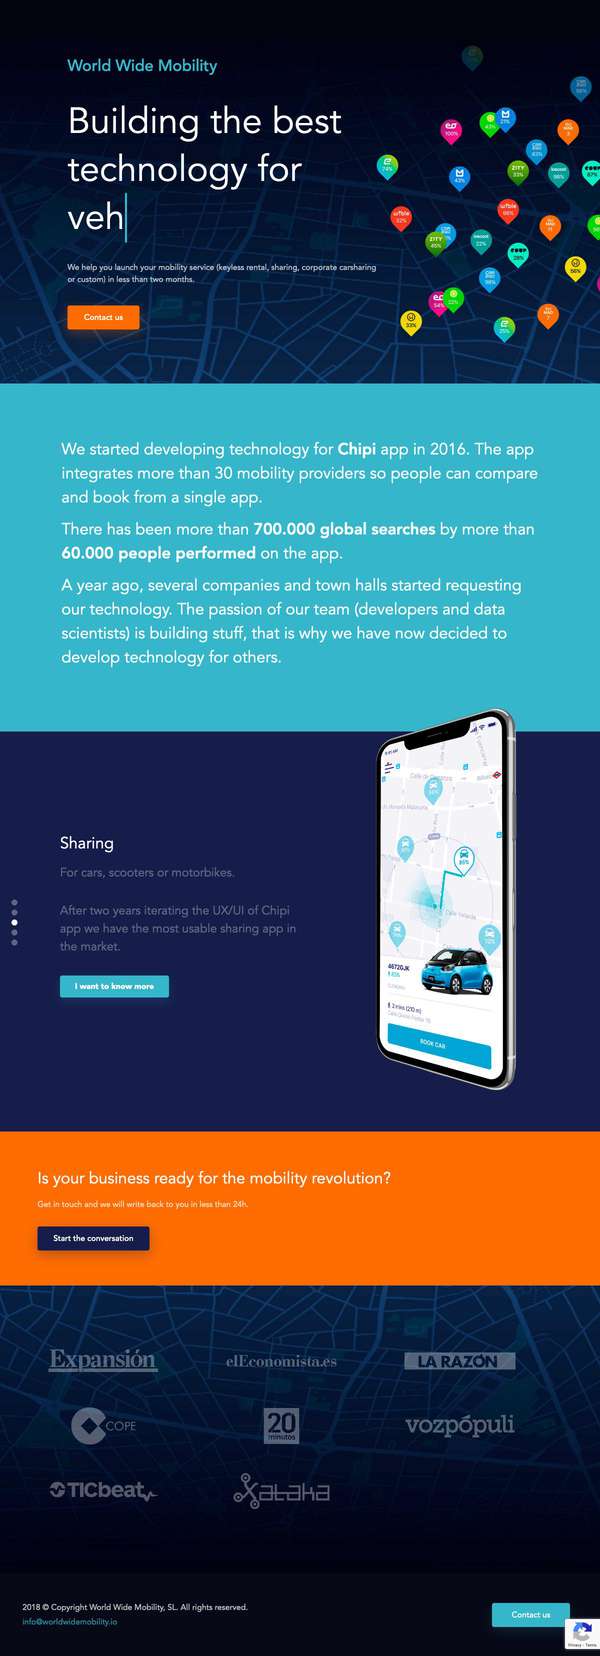 World Wide Mobility
Building the best
technology for
veh
We help you launch your mobility service (keyless rental, sharing, corporate carsharing
or custom) in less than two months.
Contact us
We started developing technology for Chipi app in 2016. The app
integrates more than 30 mobility providers so people can compare
and book from a single app.
There has been more than 700.000 global searches by more than
60.000 people performed on the app.
A year ago, several companies and town halls started requesting
our technology. The passion of our team (developers and data
scientists) is building stuff, that is why we have now decided to
develop technology for others.
Sharing
For cars, scooters or motorbikes.
After two years iterating the UX/UI of Chipi
app we have the most usable sharing app in
the market.
I want to know more
4672GJK
85%
3 mins (210 m)
BOOK CAR
Is your business ready for the mobility revolution?
Get in touch and we will write back to you in less than 24h.
Start the conversation
Expansión
elEconomista.es
LA RAZÓN
COPE
20
minutos
vozpópuli
TICbeat
Xataka
2018 © Copyright World Wide Mobility, SL. All rights reserved.
info@worldwidemobility.io
Contact us
Privacy - Terms